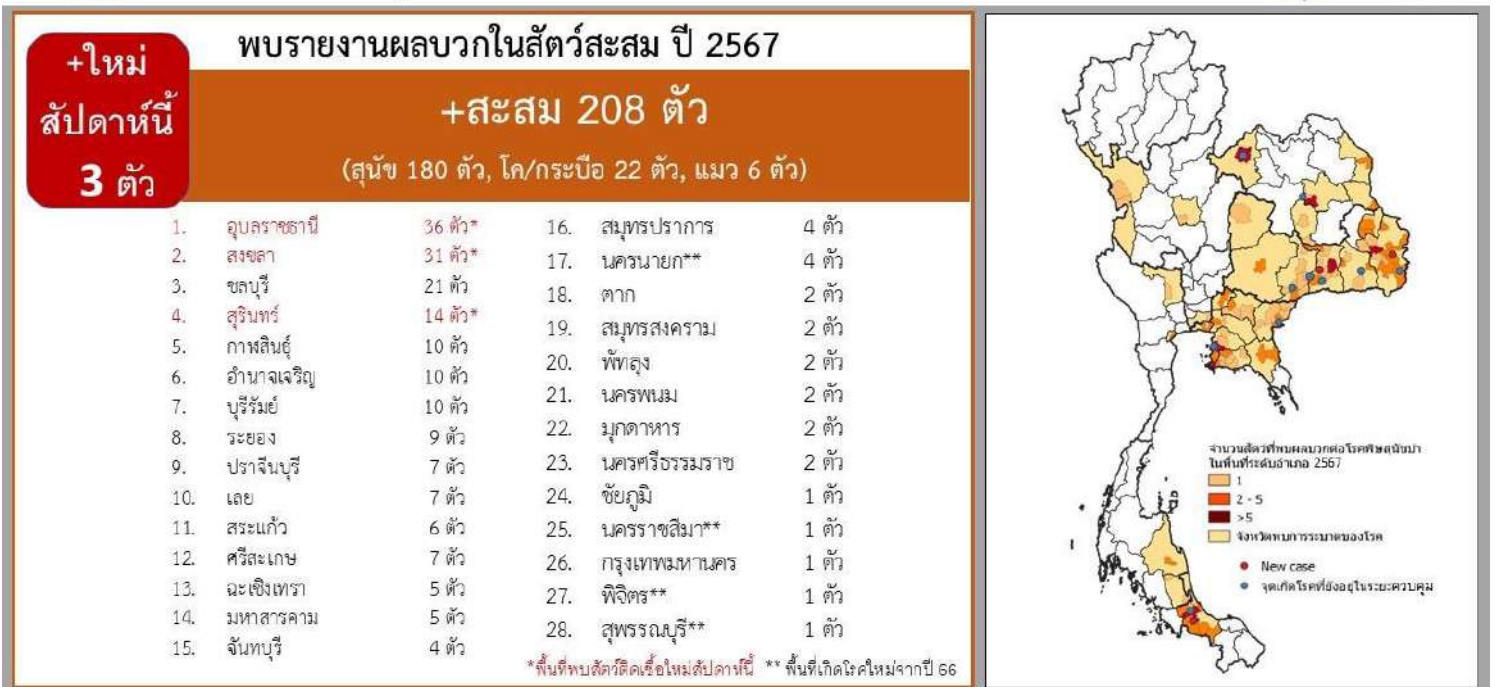 +ใหม่
สัปดาห์นี้
3 ตัว
พบรายงานผลบวกในสัตว์สะสม ปี 2567
+สะสม 208 ตัว
(สุนัข 180 ตัว, โค/กระบือ 22 ตัว, แมว 6 ตัว)
1. อุบลราชธานี 36 ตัว*
2. สงขลา 31 ตัว*
3. ชลบุรี 21 ตัว
4. สุรินทร์ 14 ตัว*
5. กาฬสินธุ์ 10 ตัว
6. อำนาจเจริญ 10 ตัว
7. บุรีรัมย์ 10 ตัว
8. ระยอง 9 ตัว
9. ปราจีนบุรี 7 ตัว
10. เลย 7 ตัว
11. สระแก้ว 6 ตัว
12. ศรีสะเกษ 7 ตัว
13. ฉะเชิงเทรา 5 ตัว
14. มหาสารคาม 5 ตัว
15. จันทบุรี 4 ตัว
16. สมุทรปราการ 4 ตัว
17. นครนายก** 4 ตัว
18. ตาก 2 ตัว
19. สมุทรสงคราม 2 ตัว
20. พัทลุง 2 ตัว
21. นครพนม 2 ตัว
22. มุกดาหาร 2 ตัว
23. นครศรีธรรมราช 2 ตัว
24. ชัยภูมิ 1 ตัว
25. นครราชสีมา** 1 ตัว
26. กรุงเทพมหานคร 1 ตัว
27. พิจิตร** 1 ตัว
28. สุพรรณบุรี** 1 ตัว
*พื้นที่พบสัตว์ติดเชื้อใหม่สัปดาห์นี้ ** พื้นที่เกิดโรคใหม่จากปี 66
จำนวนสัตว์ที่พบผลบวกต่อโรคพิษสุนัขบ้า
ในพื้นที่ระดับอำเภอ 2567
1
2 - 5
>5
จังหวัดพบการระบาดของโรค
New case
จุดเกิดโรคที่ยังอยู่ในระยะควบคุม